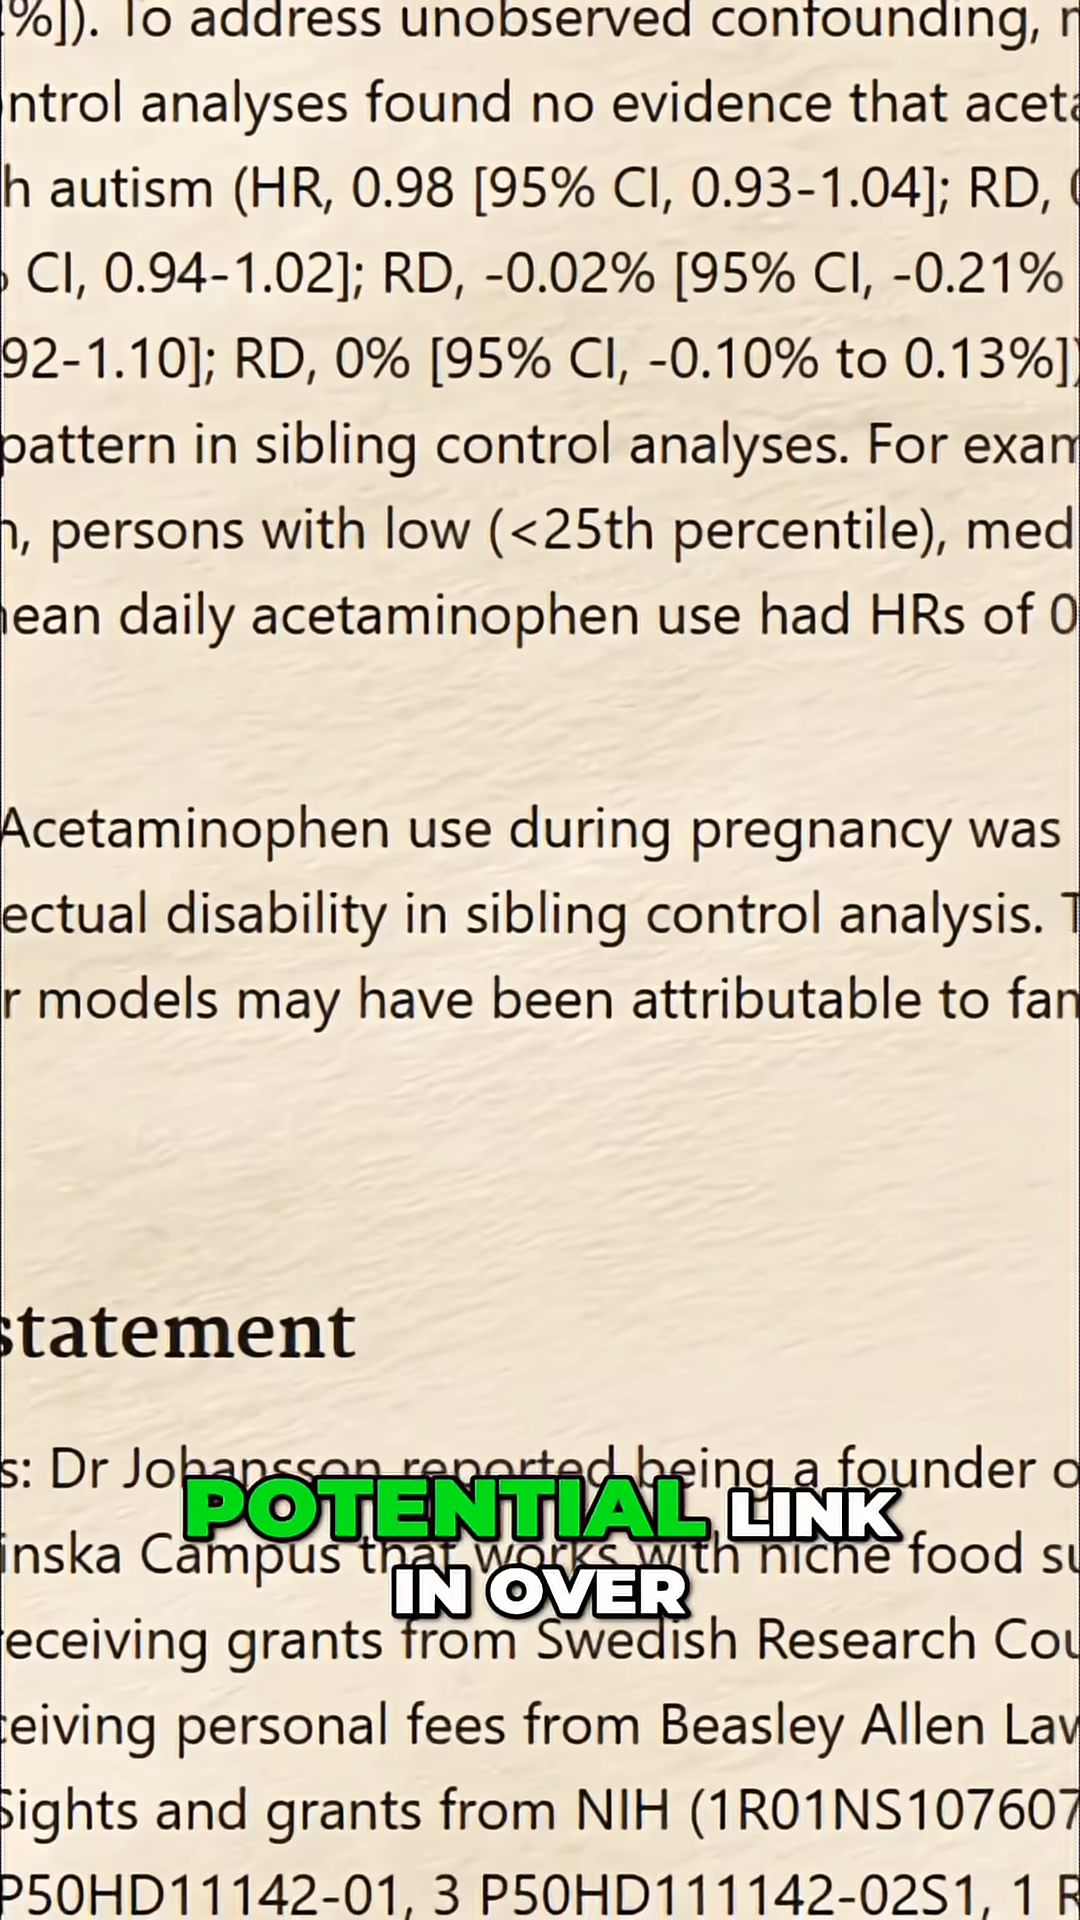 %]). To address unobserved confounding,
ntrol analyses found no evidence that aceta
h autism (HR, 0.98 [95% CI, 0.93-1.04]; RD,
CI, 0.94-1.02]; RD, -0.02% [95% CI, -0.21%
92-1.10]; RD, 0% [95% CI, -0.10% to 0.13%])
pattern in sibling control analyses. For exam
n, persons with low (<25th percentile), med
ean daily acetaminophen use had HRs of 0
Acetaminophen use during pregnancy was
ectual disability in sibling control analysis. T
r models may have been attributable to fam
statement
s: Dr Johansson reported being a founder o
inska Campus that works with niche food su
POTENTIAL LINK
IN OVER
eceiving grants from Swedish Research Cou
ceiving personal fees from Beasley Allen Law
Sights and grants from NIH (1R01NS107607
P50HD11142-01, 3 P50HD111142-02S1, 1 R